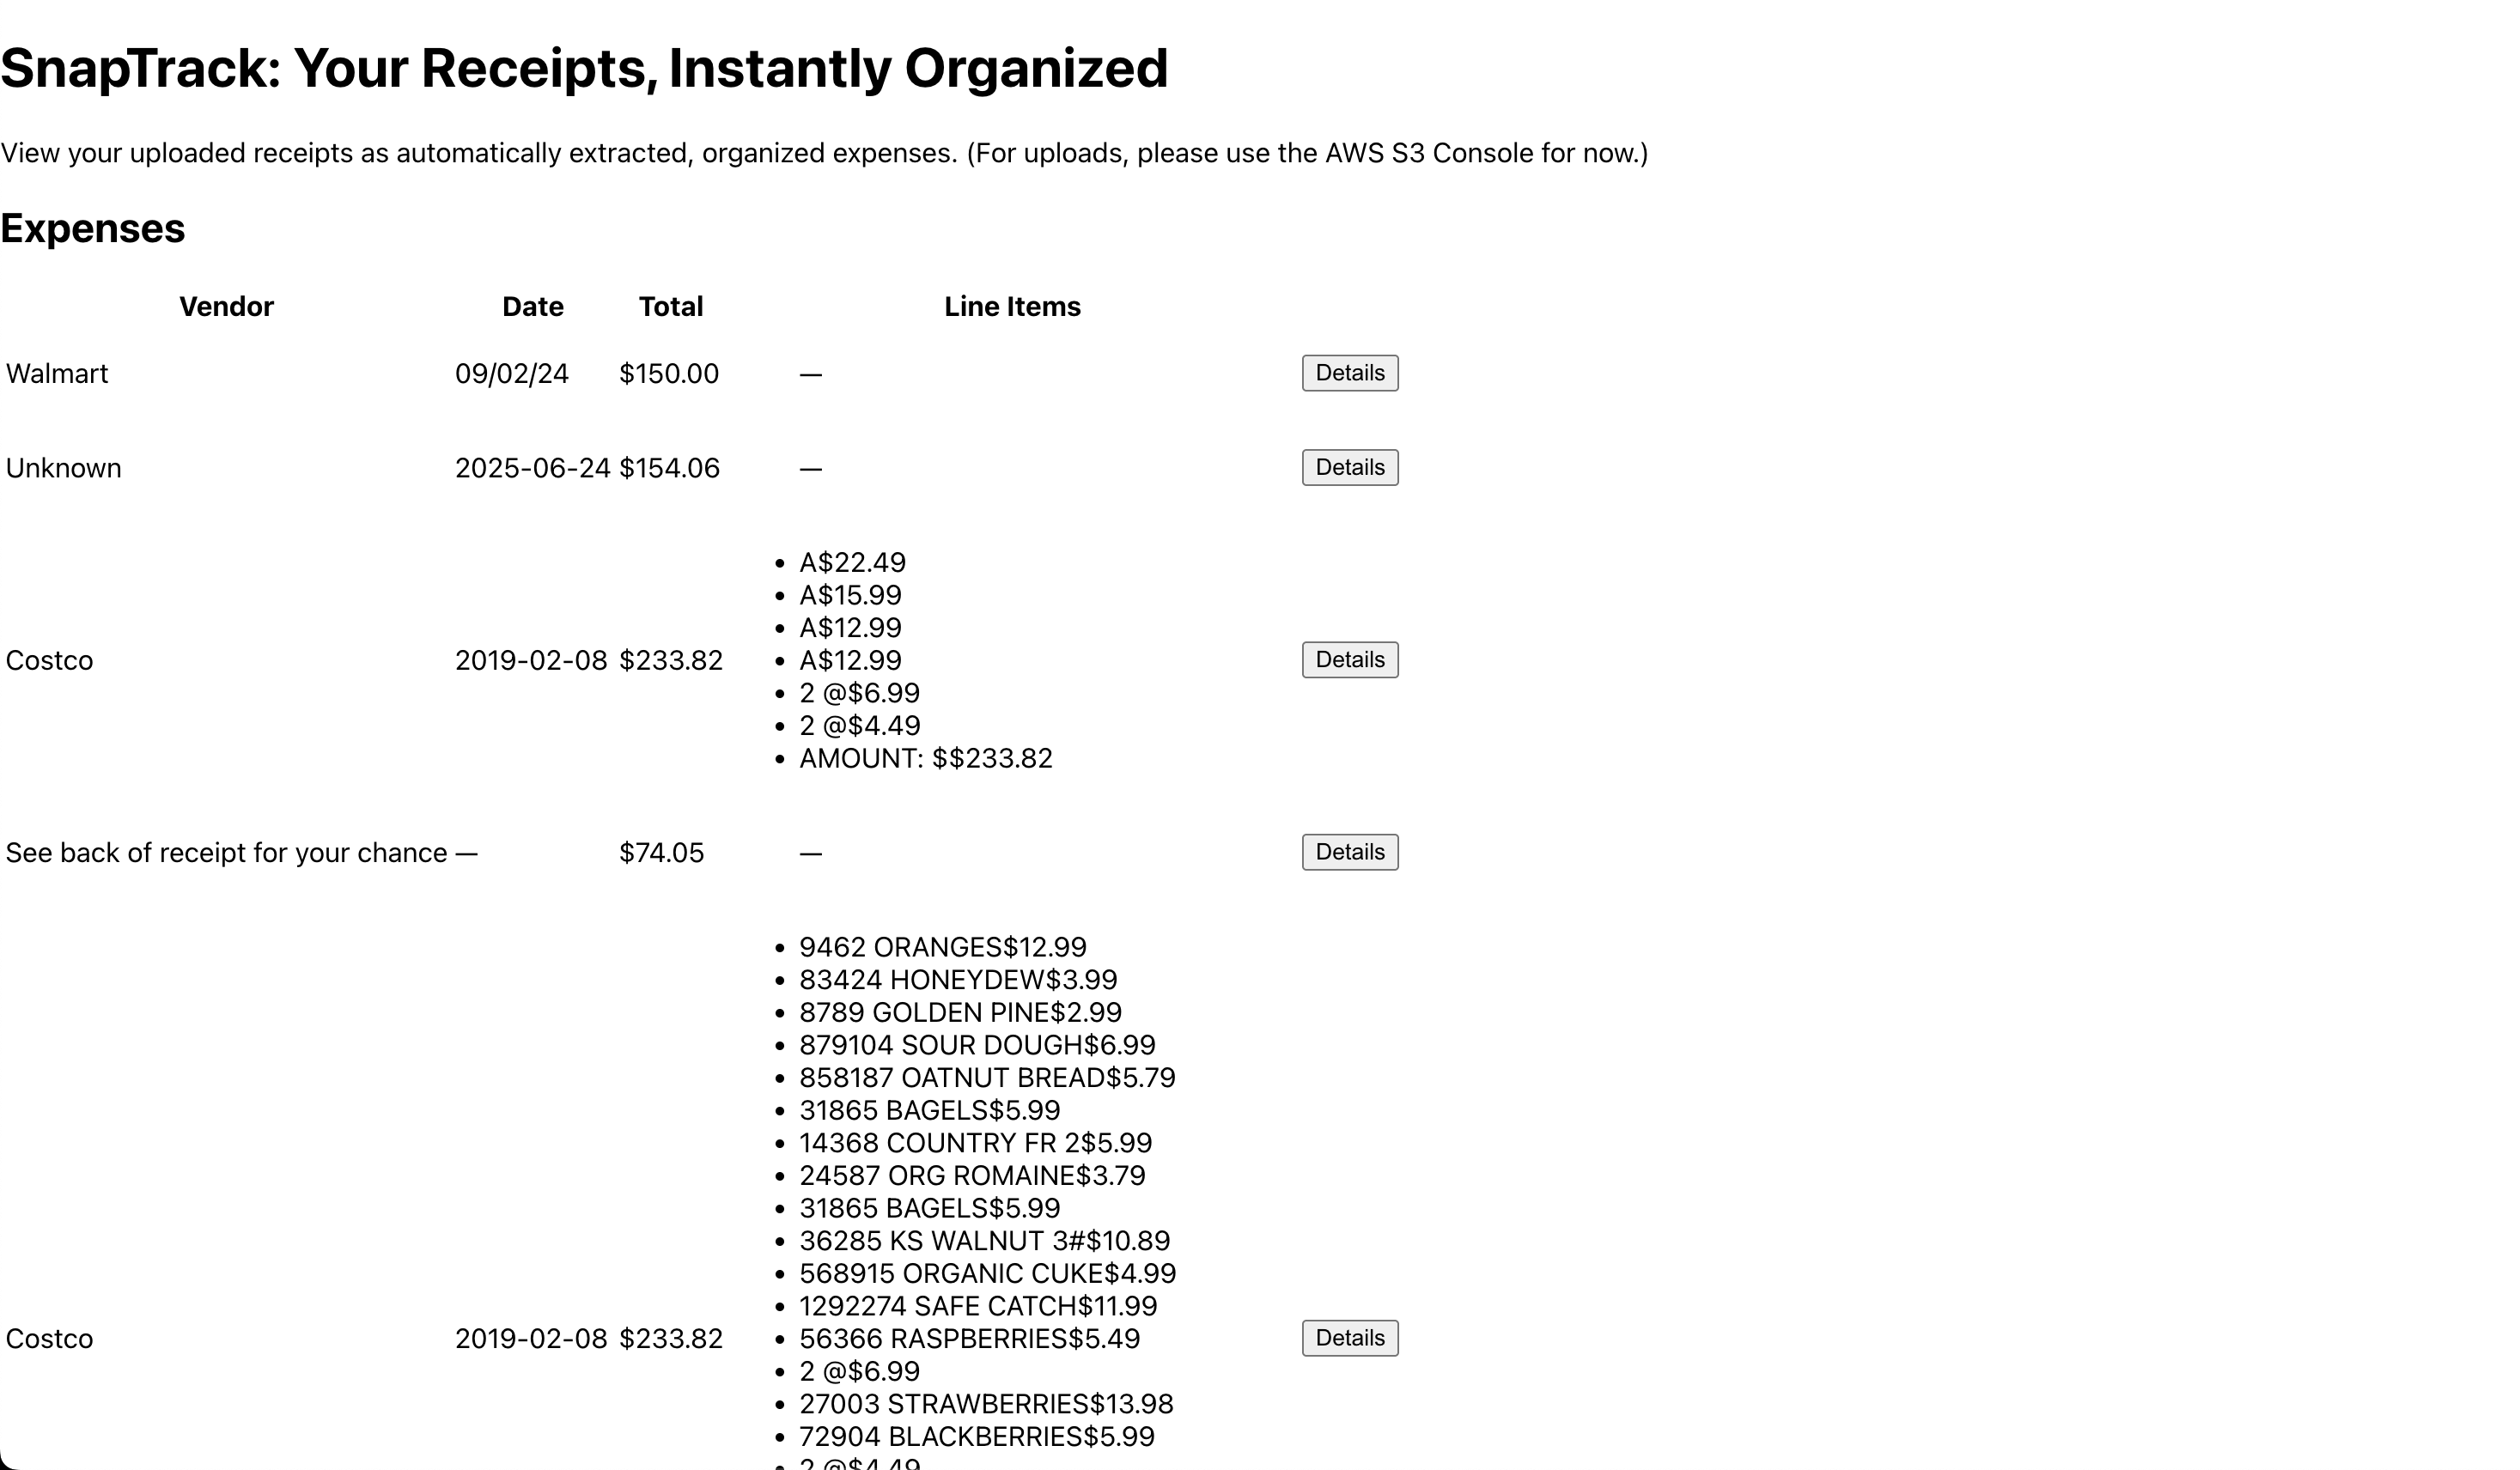 SnapTrack: Your Receipts, Instantly Organized
View your uploaded receipts as automatically extracted, organized expenses. (For uploads, please use the AWS S3 Console for now.)
Expenses
Vendor Date Total Line Items
Walmart 09/02/24 $150.00 — Details
Unknown 2025-06-24 $154.06 — Details
• A$22.49
• A$15.99
• A$12.99
Costco 2019-02-08 $233.82 • A$12.99 Details
• 2 @$6.99
• 2 @$4.49
• AMOUNT: $$233.82
See back of receipt for your chance — $74.05 — Details
• 9462 ORANGES$12.99
• 83424 HONEYDEW$3.99
• 8789 GOLDEN PINE$2.99
• 879104 SOUR DOUGH$6.99
• 858187 OATNUT BREAD$5.79
• 31865 BAGELS$5.99
• 14368 COUNTRY FR 2$5.99
• 24587 ORG ROMAINE$3.79
• 31865 BAGELS$5.99
• 36285 KS WALNUT 3#$10.89
• 568915 ORGANIC CUKE$4.99
• 1292274 SAFE CATCH$11.99
Costco 2019-02-08 $233.82 • 56366 RASPBERRIES$5.49 Details
• 2 @$6.99
• 27003 STRAWBERRIES$13.98
• 72904 BLACKBERRIES$5.99
• 2 @$4.49